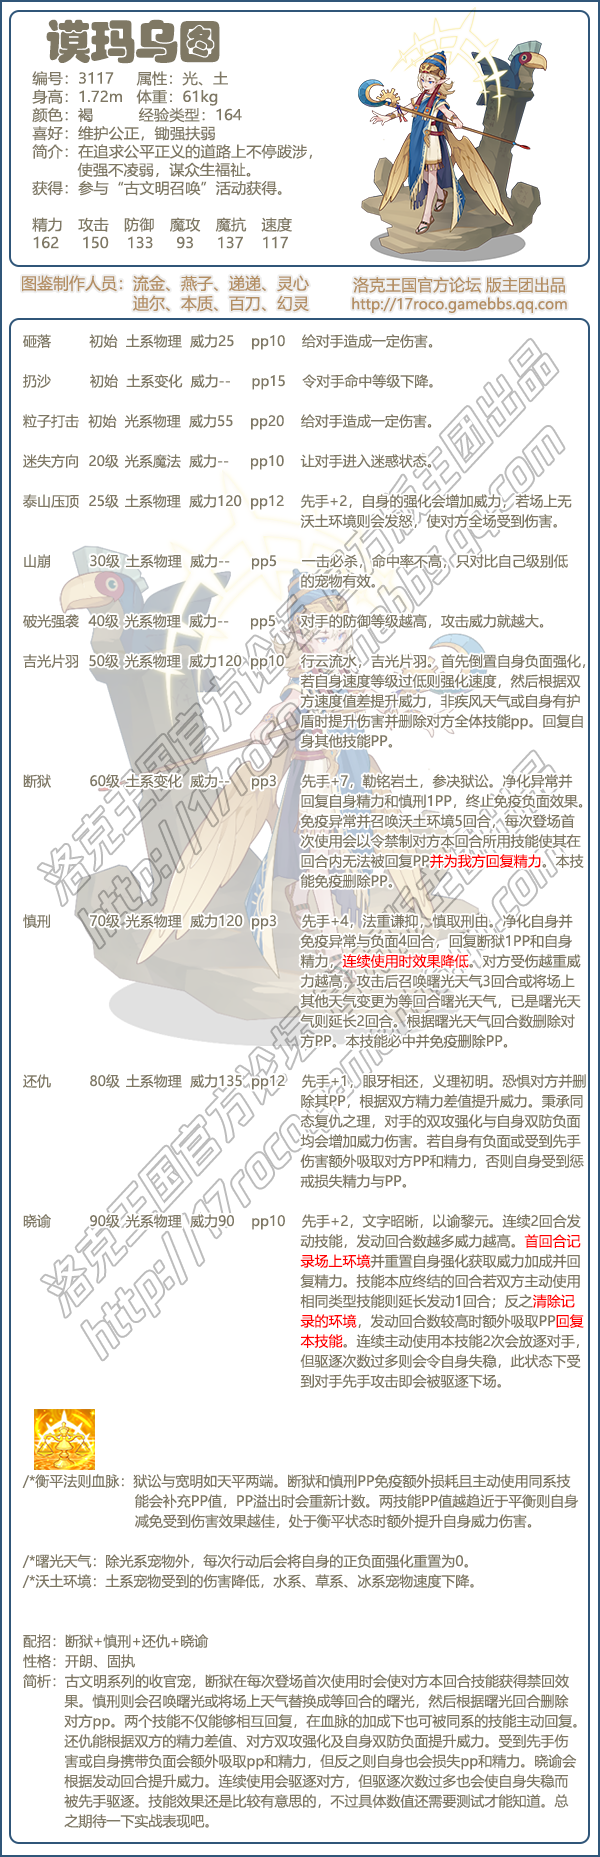 谟玛乌图
编号：3117 属性：光、土
身高：1.72m 体重：61kg
颜色：褐 经验类型：164
喜好：维护公正，锄强扶弱
简介：在追求公平正义的道路上不停跋涉，
使强不凌弱，谋众生福祉。
获得：参与“古文明召唤”活动获得。
精力 攻击 防御 魔攻 魔抗 速度
162 150 133 93 137 117
图鉴制作人员：流金、燕子、递递、灵心
迪尔、本质、百刀、幻灵
洛克王国官方论坛 版主团出品
http://17roco.gamebbs.qq.com
砸落 初始 土系物理 威力25 pp10 给对手造成一定伤害。
扔沙 初始 土系变化 威力-- pp15 令对手命中等级下降。
粒子打击 初始 光系物理 威力55 pp20 给对手造成一定伤害。
迷失方向 20级 光系魔法 威力-- pp10 让对手进入迷惑状态。
泰山压顶 25级 土系物理 威力120 pp12 先手+2，自身的强化会增加威力，若场上无
沃土环境则会发怒，使对方全场受到伤害。
山崩 30级 土系物理 威力-- pp5 一击必杀，命中率不高，只对比自己级别低
的宠物有效。
破光强袭 40级 光系物理 威力-- pp5 对手的防御等级越高，攻击威力就越大。
吉光片羽 50级 光系物理 威力120 pp10 行云流水，吉光片羽。首先倒置自身负面强化，
若自身速度等级过低则强化速度，然后根据双
方速度值差提升威力，非疾风天气或自身有护
盾时提升伤害并删除对方全体技能pp。回复自
身其他技能PP。
断狱 60级 土系变化 威力-- pp3 先手+7，勒铭岩土，参决狱讼。净化异常并
回复自身精力和慎刑1PP，终止免疫负面效果。
免疫异常并召唤沃土环境5回合，每次登场首
次使用会以令禁制对方本回合所用技能使其在
回合内无法被回复PP并为我方回复精力。本技
能免疫删除PP。
慎刑 70级 光系物理 威力120 pp3 先手+4，法重谦抑，慎取刑由。净化自身并
免疫异常与负面4回合，回复断狱1PP和自身
精力，连续使用时效果降低。对方受伤越重威
力越高，攻击后召唤曙光天气3回合或将场上
其他天气变更为等回合曙光天气，已是曙光天
气则延长2回合。根据曙光天气回合数删除对
方PP。本技能必中并免疫删除PP。
还仇 80级 土系物理 威力135 pp12 先手+1，眼牙相还，义理初明。恐惧对方并删
除其PP，根据双方精力差值提升威力。秉承同
态复仇之理，对手的双攻强化与自身双防负面
均会增加威力伤害。若自身有负面或受到先手
伤害额外吸取对方PP和精力，否则自身受到惩
戒损失精力与PP。
晓谕 90级 光系物理 威力90 pp10 先手+2，文字昭晰，以谕黎元。连续2回合发
动技能，发动回合数越多威力越高。首回合记
录场上环境并重置自身强化获取威力加成并回
复精力。技能本应终结的回合若双方主动使用
相同类型技能则延长发动1回合；反之清除记
录的环境，发动回合数较高时额外吸取PP回复
本技能。连续主动使用本技能2次会放逐对手，
但驱逐次数过多则会令自身失稳，此状态下受
到对手先手攻击即会被驱逐下场。
/*衡平法则血脉：狱讼与宽明如天平两端。断狱和慎刑PP免疫额外损耗且主动使用同系技
能会补充PP值，PP溢出时会重新计数。两技能PP值越趋近于平衡则自身
减免受到伤害效果越佳，处于衡平状态时额外提升自身威力伤害。
/*曙光天气：除光系宠物外，每次行动后会将自身的正负面强化重置为0。
/*沃土环境：土系宠物受到的伤害降低，水系、草系、冰系宠物速度下降。
配招：断狱+慎刑+还仇+晓谕
性格：开朗、固执
简析：古文明系列的收官宠，断狱在每次登场首次使用时会使对方本回合技能获得禁回效
果。慎刑则会召唤曙光或将场上天气替换成等回合的曙光，然后根据曙光回合删除
对方pp。两个技能不仅能够相互回复，在血脉的加成下也可被同系的技能主动回复。
还仇能根据双方的精力差值、对方双攻强化及自身双防负面提升威力。受到先手伤
害或自身携带负面会额外吸取pp和精力，但反之则自身也会损失pp和精力。晓谕会
根据发动回合提升威力。连续使用会驱逐对方，但驱逐次数过多也会使自身失稳而
被先手驱逐。技能效果还是比较有意思的，不过具体数值还需要测试才能知道。总
之期待一下实战表现吧。
洛克王国官方论坛 版主团出品
http://17roco.gamebbs.qq.com
洛克王国官方论坛 版主团出品
http://17roco.gamebbs.qq.com